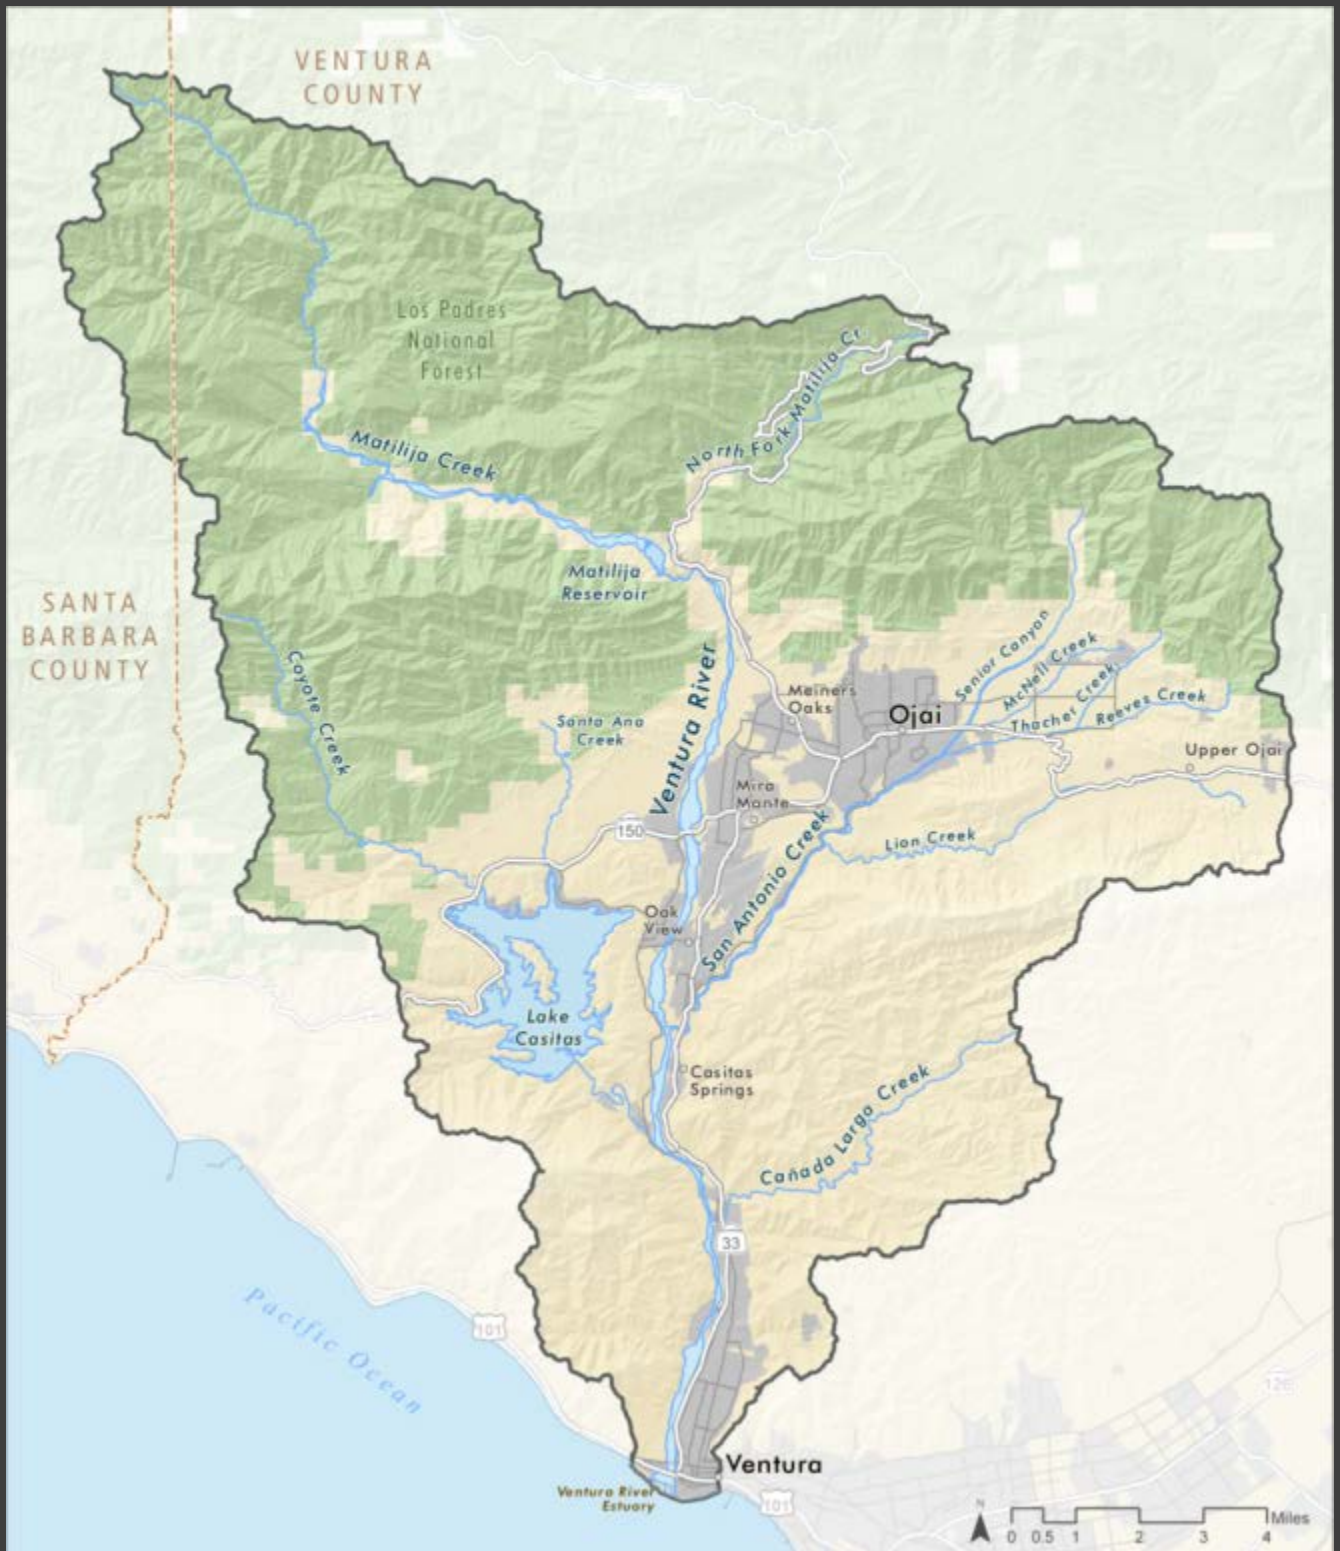 VENTURA
COUNTY
Los Padres
National
Forest
North Fork Matilija Cr.
Matilija Creek
Matilija
Reservoir
SANTA
BARBARA
COUNTY
Coyote Creek
Senior Canyon
McNell Creek
Thacher Creek
Reeves Creek
Ventura River
Meiners
Oaks
Ojai
Santa Ana
Creek
Upper Ojai
Mira
Monte
150
San Antonio Creek
Lion Creek
Oak
View
Lake
Casitas
Casitas
Springs
Cañada Largo Creek
33
Pacific Ocean
101
126
Ventura
Ventura River
Estuary
101
N
Miles
0 0.5 1 2 3 4